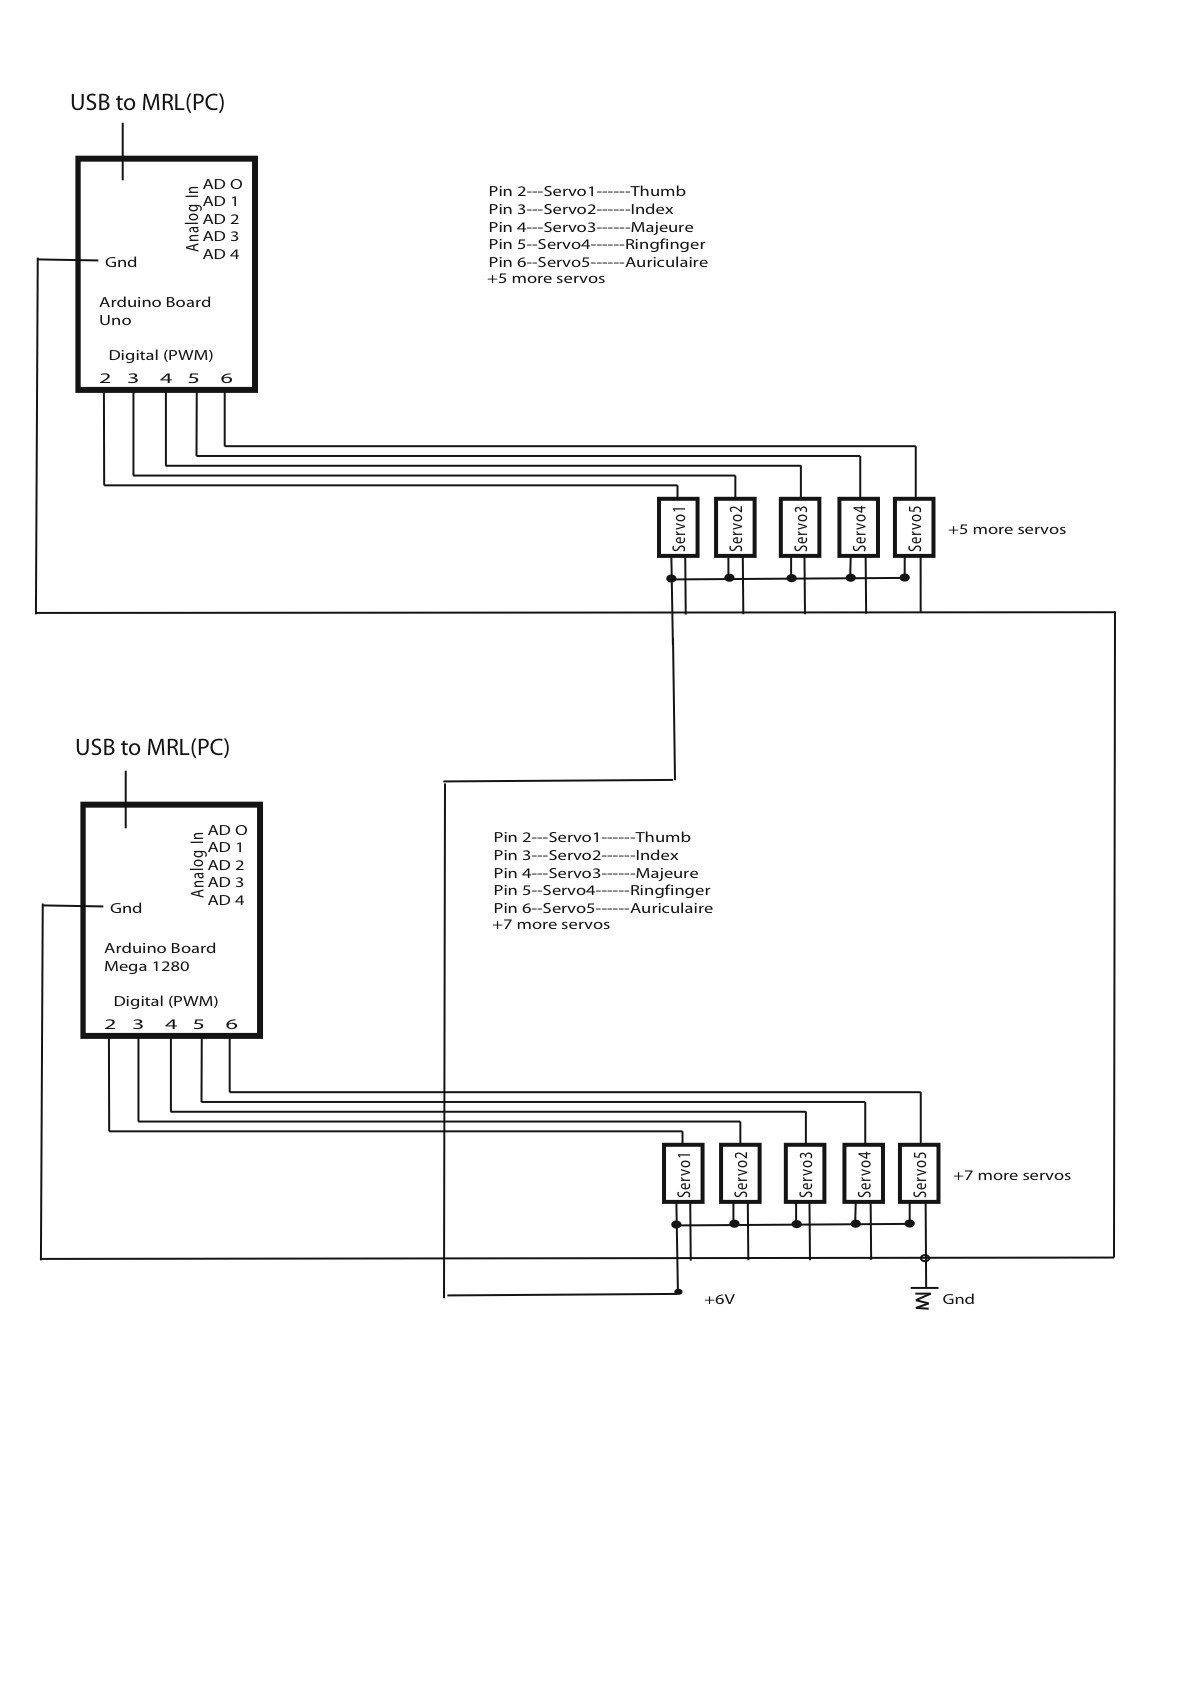 USB to MRL(PC)
AD O
AD 1
AD 2
AD 3
AD 4
Analog In
Gnd
Arduino Board
Uno
Digital (PWM)
2 3 4 5 6
Pin 2---Servo1------Thumb
Pin 3---Servo2------Index
Pin 4---Servo3------Majeure
Pin 5--Servo4------Ringfinger
Pin 6--Servo5------Auriculaire
+5 more servos
Servo1
Servo2
Servo3
Servo4
Servo5
+5 more servos
USB to MRL(PC)
AD O
AD 1
AD 2
AD 3
AD 4
Analog In
Gnd
Arduino Board
Mega 1280
Digital (PWM)
2 3 4 5 6
Pin 2---Servo1------Thumb
Pin 3---Servo2------Index
Pin 4---Servo3------Majeure
Pin 5--Servo4------Ringfinger
Pin 6--Servo5------Auriculaire
+7 more servos
Servo1
Servo2
Servo3
Servo4
Servo5
+7 more servos
+6V
Gnd